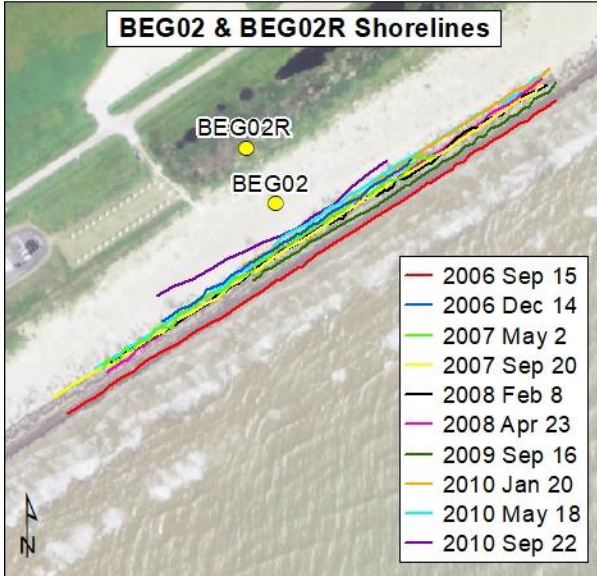 BEG02 & BEG02R Shorelines
BEG02R
BEG02
2006 Sep 15
2006 Dec 14
2007 May 2
2007 Sep 20
2008 Feb 8
2008 Apr 23
2009 Sep 16
2010 Jan 20
2010 May 18
2010 Sep 22
N